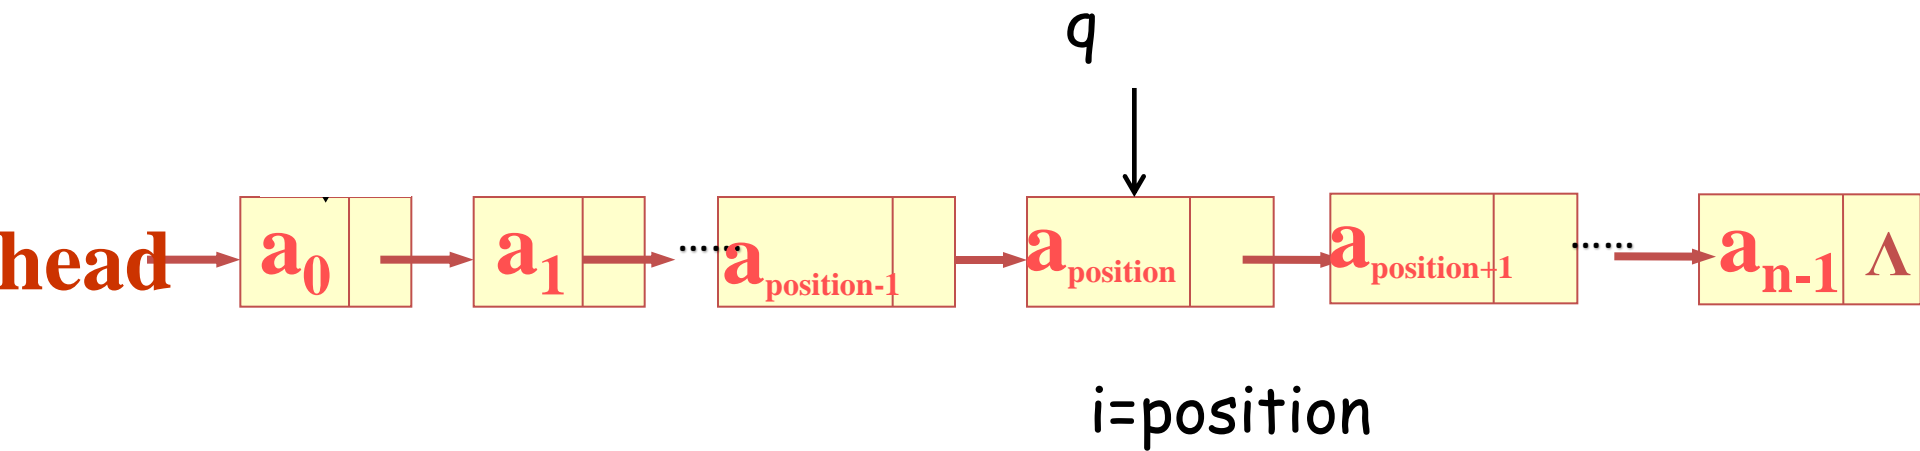 q
head a0 a1 ...... aposition-1 aposition aposition+1 ...... an-1 Λ
i=position